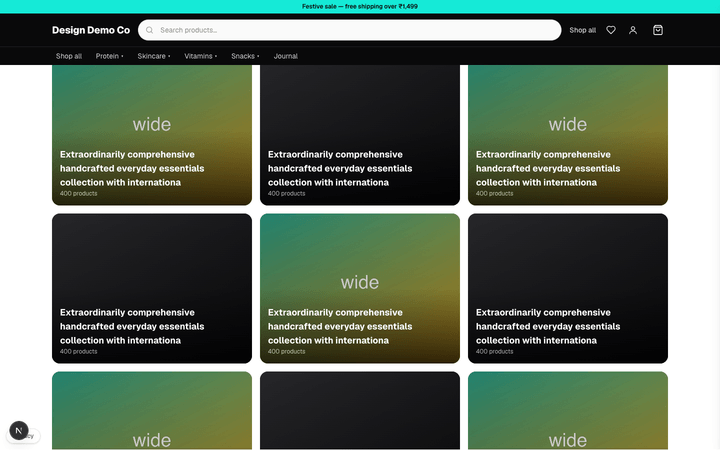 Festive sale — free shipping over ₹1,499
Design Demo Co
Search products...
Shop all
Shop all
Protein
Skincare
Vitamins
Snacks
Journal
wide
Extraordinarily comprehensive
handcrafted everyday essentials
collection with internationa
400 products
Extraordinarily comprehensive
handcrafted everyday essentials
collection with internationa
400 products
wide
Extraordinarily comprehensive
handcrafted everyday essentials
collection with internationa
400 products
Extraordinarily comprehensive
handcrafted everyday essentials
collection with internationa
400 products
wide
Extraordinarily comprehensive
handcrafted everyday essentials
collection with internationa
400 products
Extraordinarily comprehensive
handcrafted everyday essentials
collection with internationa
400 products
wide
wide
N